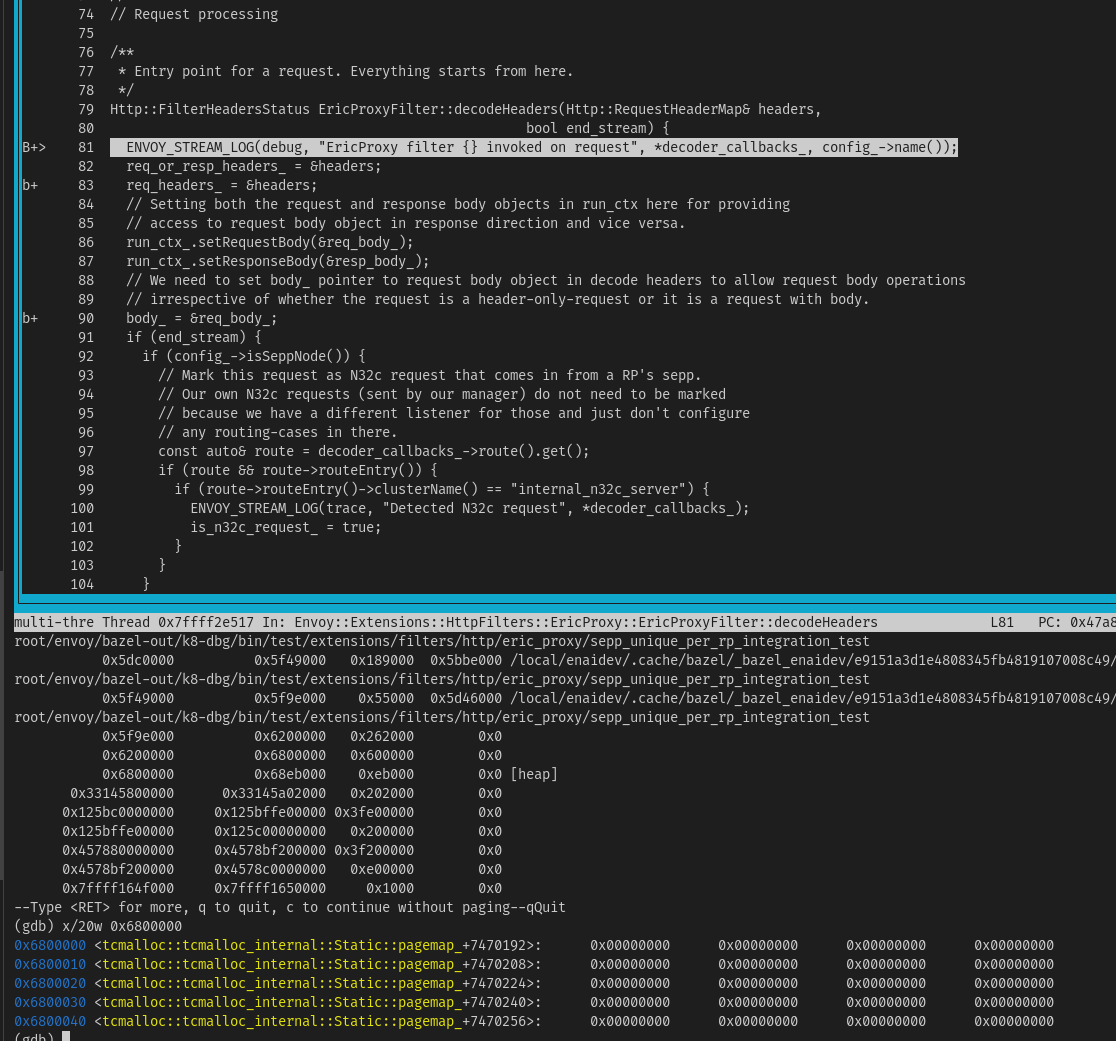 74 // Request processing
75
76 /**
77 * Entry point for a request. Everything starts from here.
78 */
79 Http::FilterHeadersStatus EricProxyFilter::decodeHeaders(Http::RequestHeaderMap& headers,
80 bool end_stream) {
B+> 81 ENVOY_STREAM_LOG(debug, "EricProxy filter {} invoked on request", *decoder_callbacks_, config_->name());
82 req_or_resp_headers_ = &headers;
b+ 83 req_headers_ = &headers;
84 // Setting both the request and response body objects in run_ctx here for providing
85 // access to request body object in response direction and vice versa.
86 run_ctx_.setRequestBody(&req_body_);
87 run_ctx_.setResponseBody(&resp_body_);
88 // We need to set body_ pointer to request body object in decode headers to allow request body operations
89 // irrespective of whether the request is a header-only-request or it is a request with body.
b+ 90 body_ = &req_body_;
91 if (end_stream) {
92 if (config_->isSeppNode()) {
93 // Mark this request as N32c request that comes in from a RP's sepp.
94 // Our own N32c requests (sent by our manager) do not need to be marked
95 // because we have a different listener for those and just don't configure
96 // any routing-cases in there.
97 const auto& route = decoder_callbacks_->route().get();
98 if (route && route->routeEntry()) {
99 if (route->routeEntry()->clusterName() == "internal_n32c_server") {
100 ENVOY_STREAM_LOG(trace, "Detected N32c request", *decoder_callbacks_);
101 is_n32c_request_ = true;
102 }
103 }
104 }
multi-thre Thread 0x7ffff2e517 In: Envoy::Extensions::HttpFilters::EricProxy::EricProxyFilter::decodeHeaders L81 PC: 0x47a8
root/envoy/bazel-out/k8-dbg/bin/test/extensions/filters/http/eric_proxy/sepp_unique_per_rp_integration_test
0x5dc0000 0x5f49000 0x189000 0x5bbe000 /local/enaidev/.cache/bazel/_bazel_enaidev/e9151a3d1e4808345fb4819107008c49/
root/envoy/bazel-out/k8-dbg/bin/test/extensions/filters/http/eric_proxy/sepp_unique_per_rp_integration_test
0x5f49000 0x5f9e000 0x55000 0x5d46000 /local/enaidev/.cache/bazel/_bazel_enaidev/e9151a3d1e4808345fb4819107008c49/
root/envoy/bazel-out/k8-dbg/bin/test/extensions/filters/http/eric_proxy/sepp_unique_per_rp_integration_test
0x5f9e000 0x6200000 0x262000 0x0
0x6200000 0x6800000 0x600000 0x0
0x6800000 0x68eb000 0xeb000 0x0 [heap]
0x33145800000 0x33145a02000 0x202000 0x0
0x125bc0000000 0x125bffe00000 0x3fe00000 0x0
0x125bffe00000 0x125c00000000 0x200000 0x0
0x457880000000 0x4578bf200000 0x3f200000 0x0
0x4578bf200000 0x4578c0000000 0xe00000 0x0
0x7ffff164f000 0x7ffff1650000 0x1000 0x0
--Type <RET> for more, q to quit, c to continue without paging--qQuit
(gdb) x/20w 0x6800000
0x6800000 <tcmalloc::tcmalloc_internal::Static::pagemap_+7470192>: 0x00000000 0x00000000 0x00000000 0x00000000
0x6800010 <tcmalloc::tcmalloc_internal::Static::pagemap_+7470208>: 0x00000000 0x00000000 0x00000000 0x00000000
0x6800020 <tcmalloc::tcmalloc_internal::Static::pagemap_+7470224>: 0x00000000 0x00000000 0x00000000 0x00000000
0x6800030 <tcmalloc::tcmalloc_internal::Static::pagemap_+7470240>: 0x00000000 0x00000000 0x00000000 0x00000000
0x6800040 <tcmalloc::tcmalloc_internal::Static::pagemap_+7470256>: 0x00000000 0x00000000 0x00000000 0x00000000
(gdb)